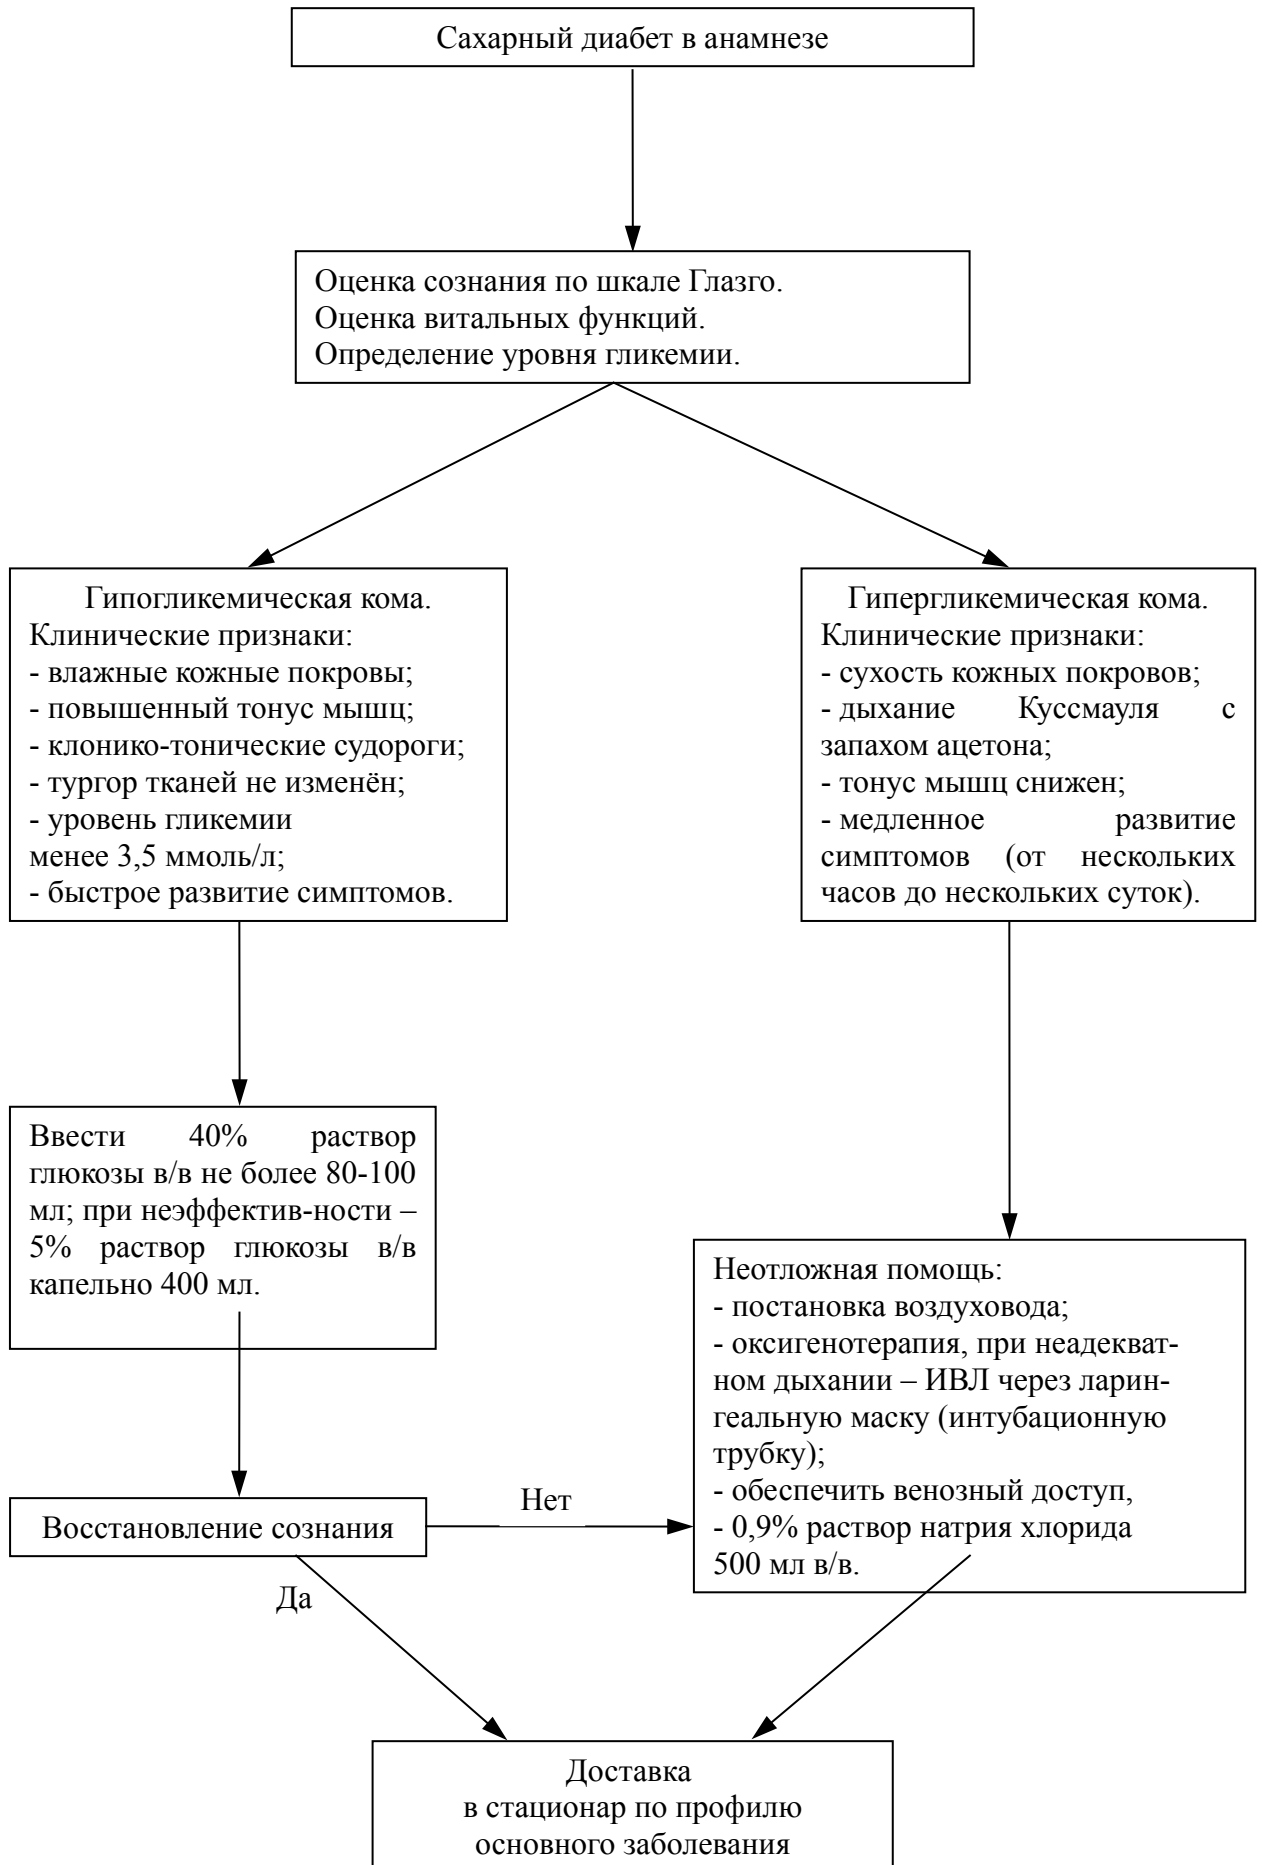 Сахарный диабет в анамнезе
Оценка сознания по шкале Глазго.
Оценка витальных функций.
Определение уровня гликемии.
Гипогликемическая кома.
Клинические признаки:
- влажные кожные покровы;
- повышенный тонус мышц;
- клонико-тонические судороги;
- тургор тканей не изменён;
- уровень гликемии
менее 3,5 ммоль/л;
- быстрое развитие симптомов.
Гипергликемическая кома.
Клинические признаки:
- сухость кожных покровов;
- дыхание Куссмауля с
запахом ацетона;
- тонус мышц снижен;
- медленное развитие
симптомов (от нескольких
часов до нескольких суток).
Ввести 40% раствор
глюкозы в/в не более 80-100
мл; при неэффектив-ности –
5% раствор глюкозы в/в
капельно 400 мл.
Неотложная помощь:
- постановка воздуховода;
- оксигенотерапия, при неадекват-
ном дыхании – ИВЛ через ларин-
геальную маску (интубационную
трубку);
- обеспечить венозный доступ,
- 0,9% раствор натрия хлорида
500 мл в/в.
Восстановление сознания
Нет
Да
Доставка
в стационар по профилю
основного заболевания